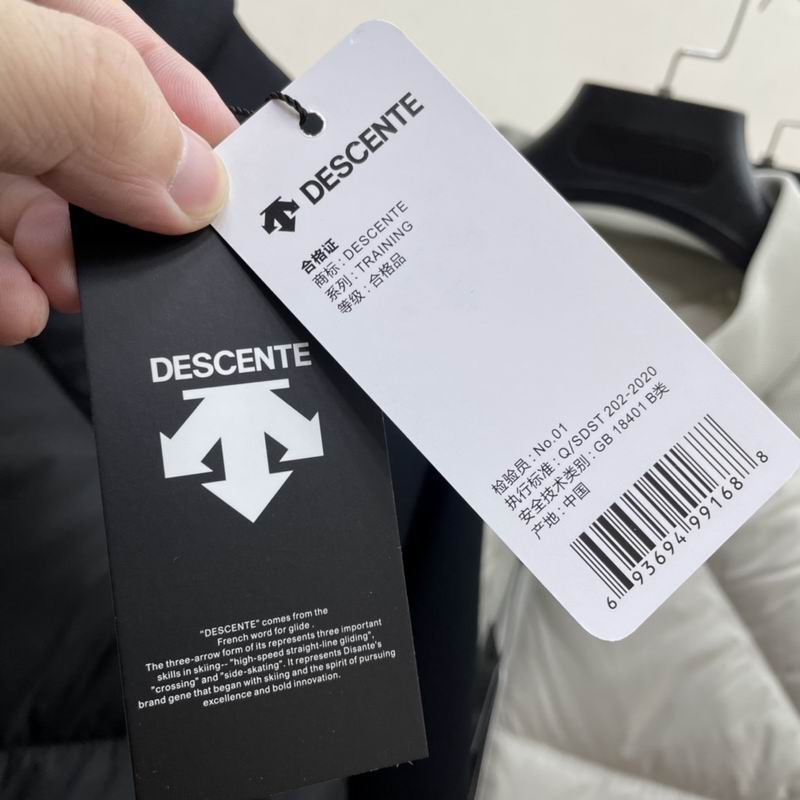 DESCENTE
合格证
商标:DESCENTE
系列:TRAINING
等级:合格品
检验员:No.01
执行标准:Q/SDST 202-2020
安全技术类别:GB 18401 B类
产地:中国
6 93694 99168 8
DESCENTE
"DESCENTE" comes from the
French word for glide .
The three-arrow form of its represents three important
skills in skiing-- "high-speed straight-line gliding",
"crossing" and "side-skating". It represents Disante's
brand gene that began with skiing and the spirit of pursuing
excellence and bold innovation.